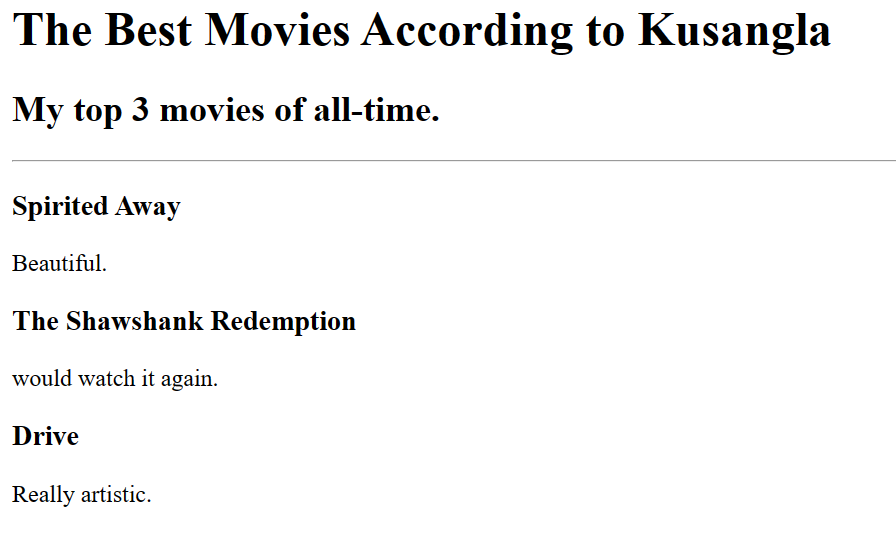 The Best Movies According to Kusangla
My top 3 movies of all-time.
Spirited Away
Beautiful.
The Shawshank Redemption
would watch it again.
Drive
Really artistic.